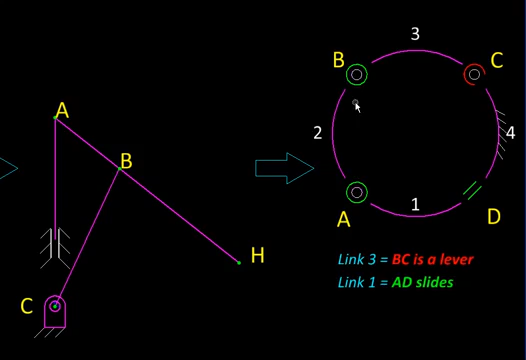 A
B
H
C
3
B
C
2
4
1
A
D
Link 3 = BC is a lever
Link 1 = AD slides